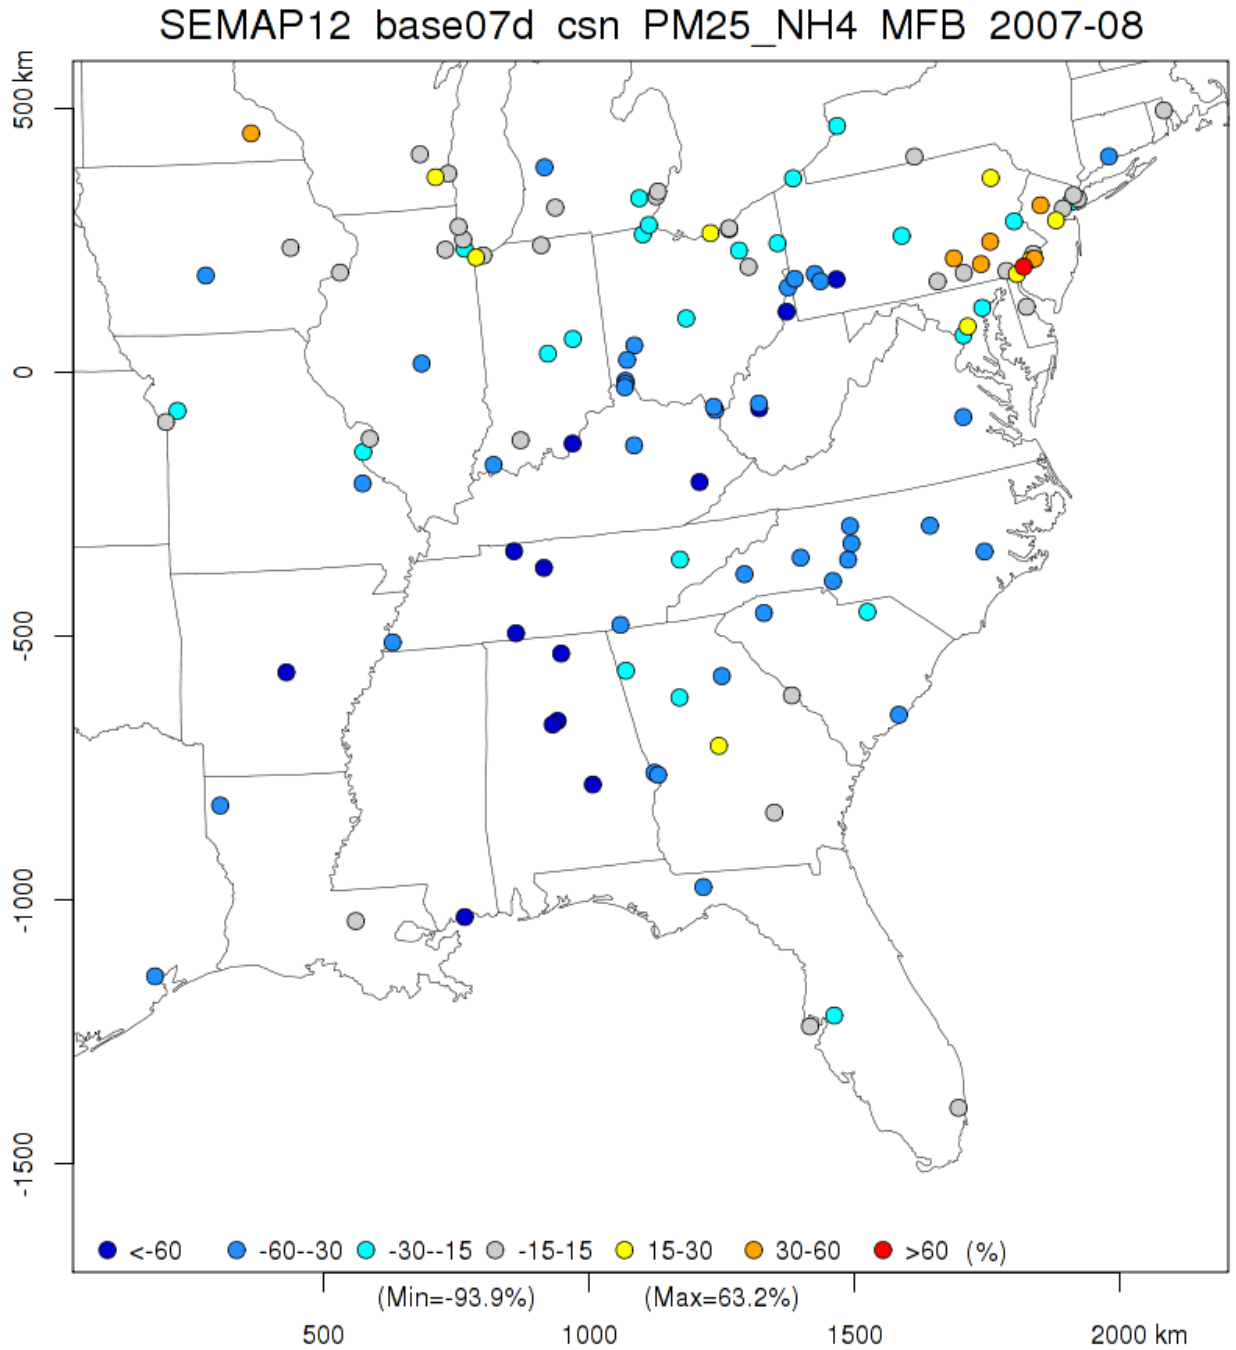 SEMAP12 base07d csn PM25_NH4 MFB 2007-08
500 km
0
-500
-1000
-1500
<-60 -60--30 -30--15 -15-15 15-30 30-60 >60 (%)
(Min=-93.9%) (Max=63.2%)
500 1000 1500 2000 km